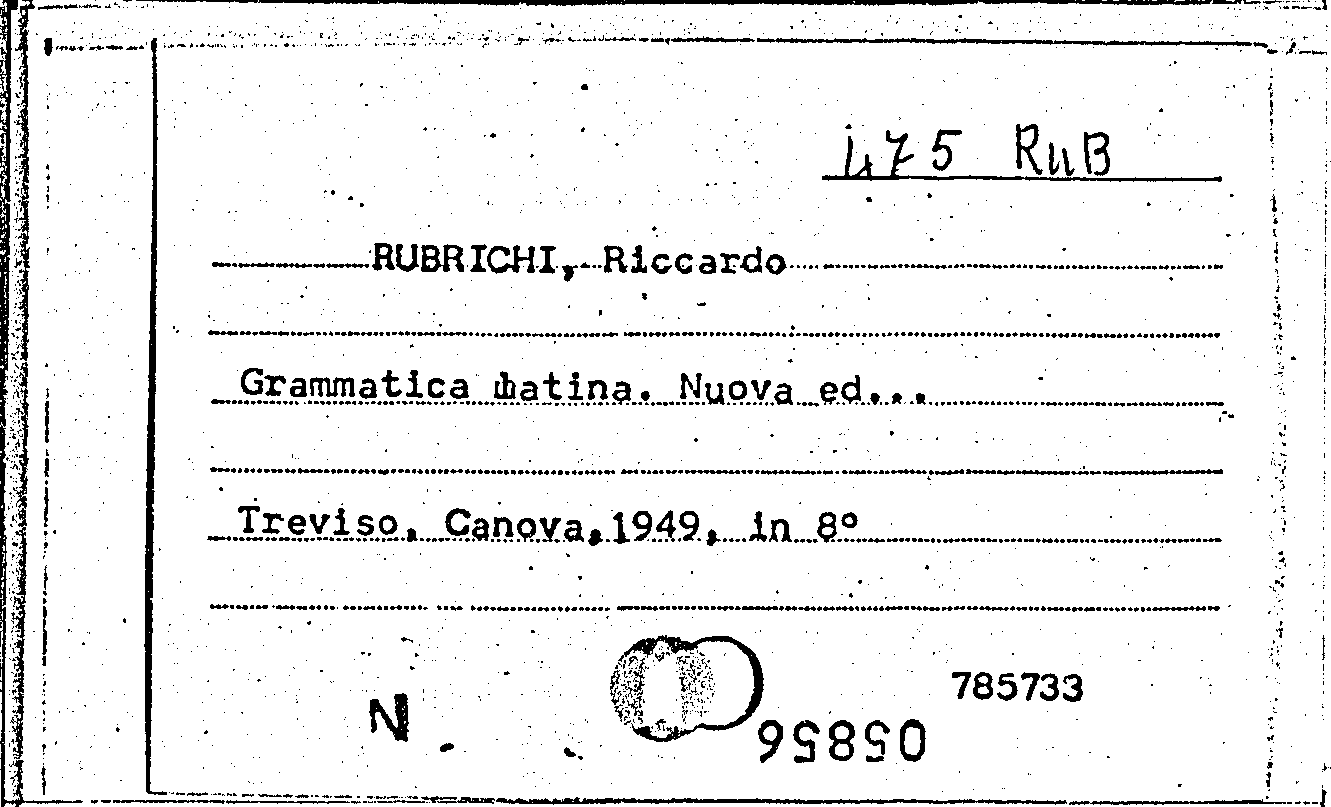 475 RUB
RUBRICHI, Riccardo
Grammatica latina. Nuova ed...
Treviso, Canova,1949, in 8°
785733
N
05856